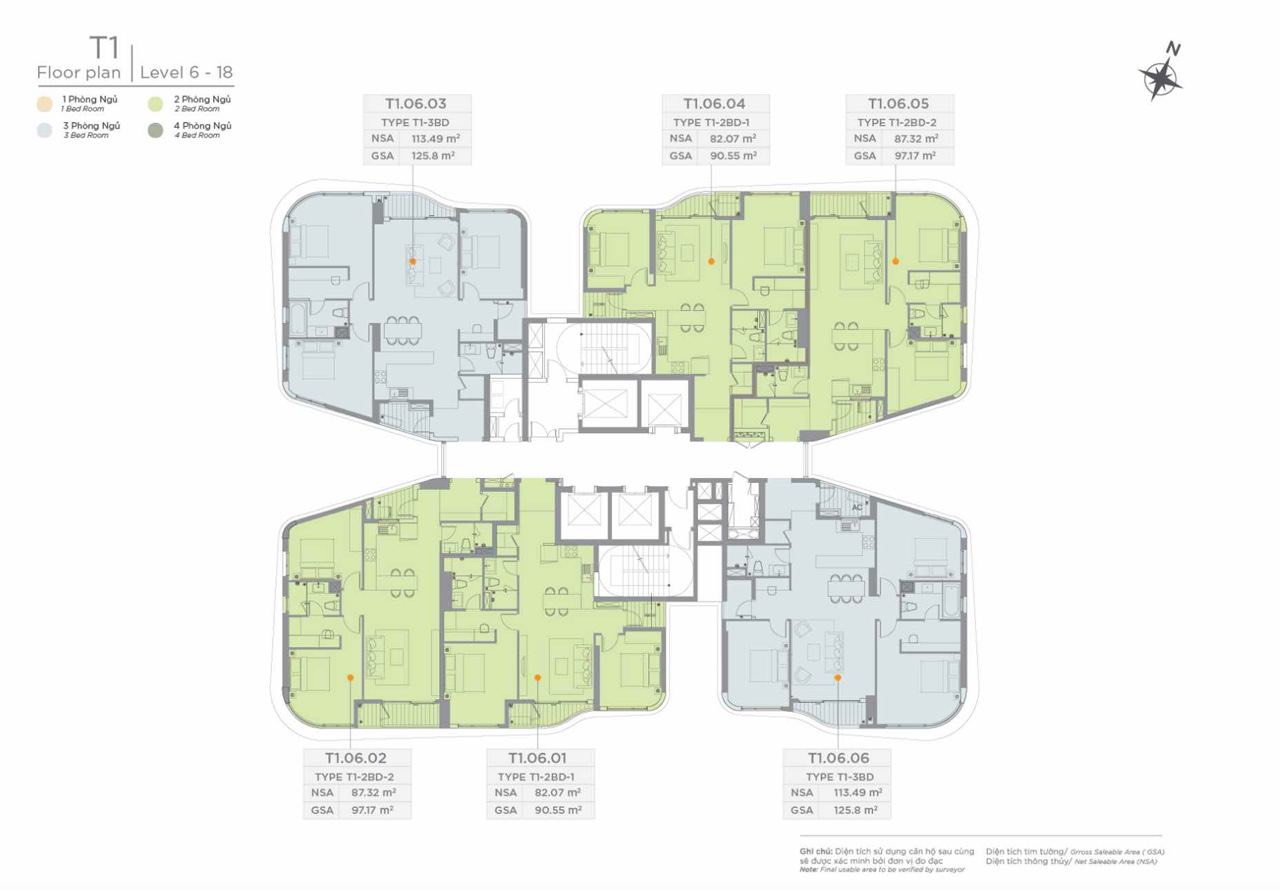 T1
Floor plan
Level 6 - 18
1 Phòng Ngủ
1 Bed Room
2 Phòng Ngủ
2 Bed Room
3 Phòng Ngủ
3 Bed Room
4 Phòng Ngủ
4 Bed Room
N
T1.06.03
TYPE T1-3BD
NSA 113.49 m²
GSA 125.8 m²
T1.06.04
TYPE T1-2BD-1
NSA 82.07 m²
GSA 90.55 m²
T1.06.05
TYPE T1-2BD-2
NSA 87.32 m²
GSA 97.17 m²
AC
T1.06.02
TYPE T1-2BD-2
NSA 87.32 m²
GSA 97.17 m²
T1.06.01
TYPE T1-2BD-1
NSA 82.07 m²
GSA 90.55 m²
T1.06.06
TYPE T1-3BD
NSA 113.49 m²
GSA 125.8 m²
Ghi chú: Diện tích sử dụng căn hộ sau cùng
sẽ được xác minh bởi đơn vị đo đạc
Note: Final usable area to be verified by surveyor
Diện tích tim tường/ Grross Saleable Area ( GSA)
Diện tích thông thủy/ Net Saleable Area (NSA)